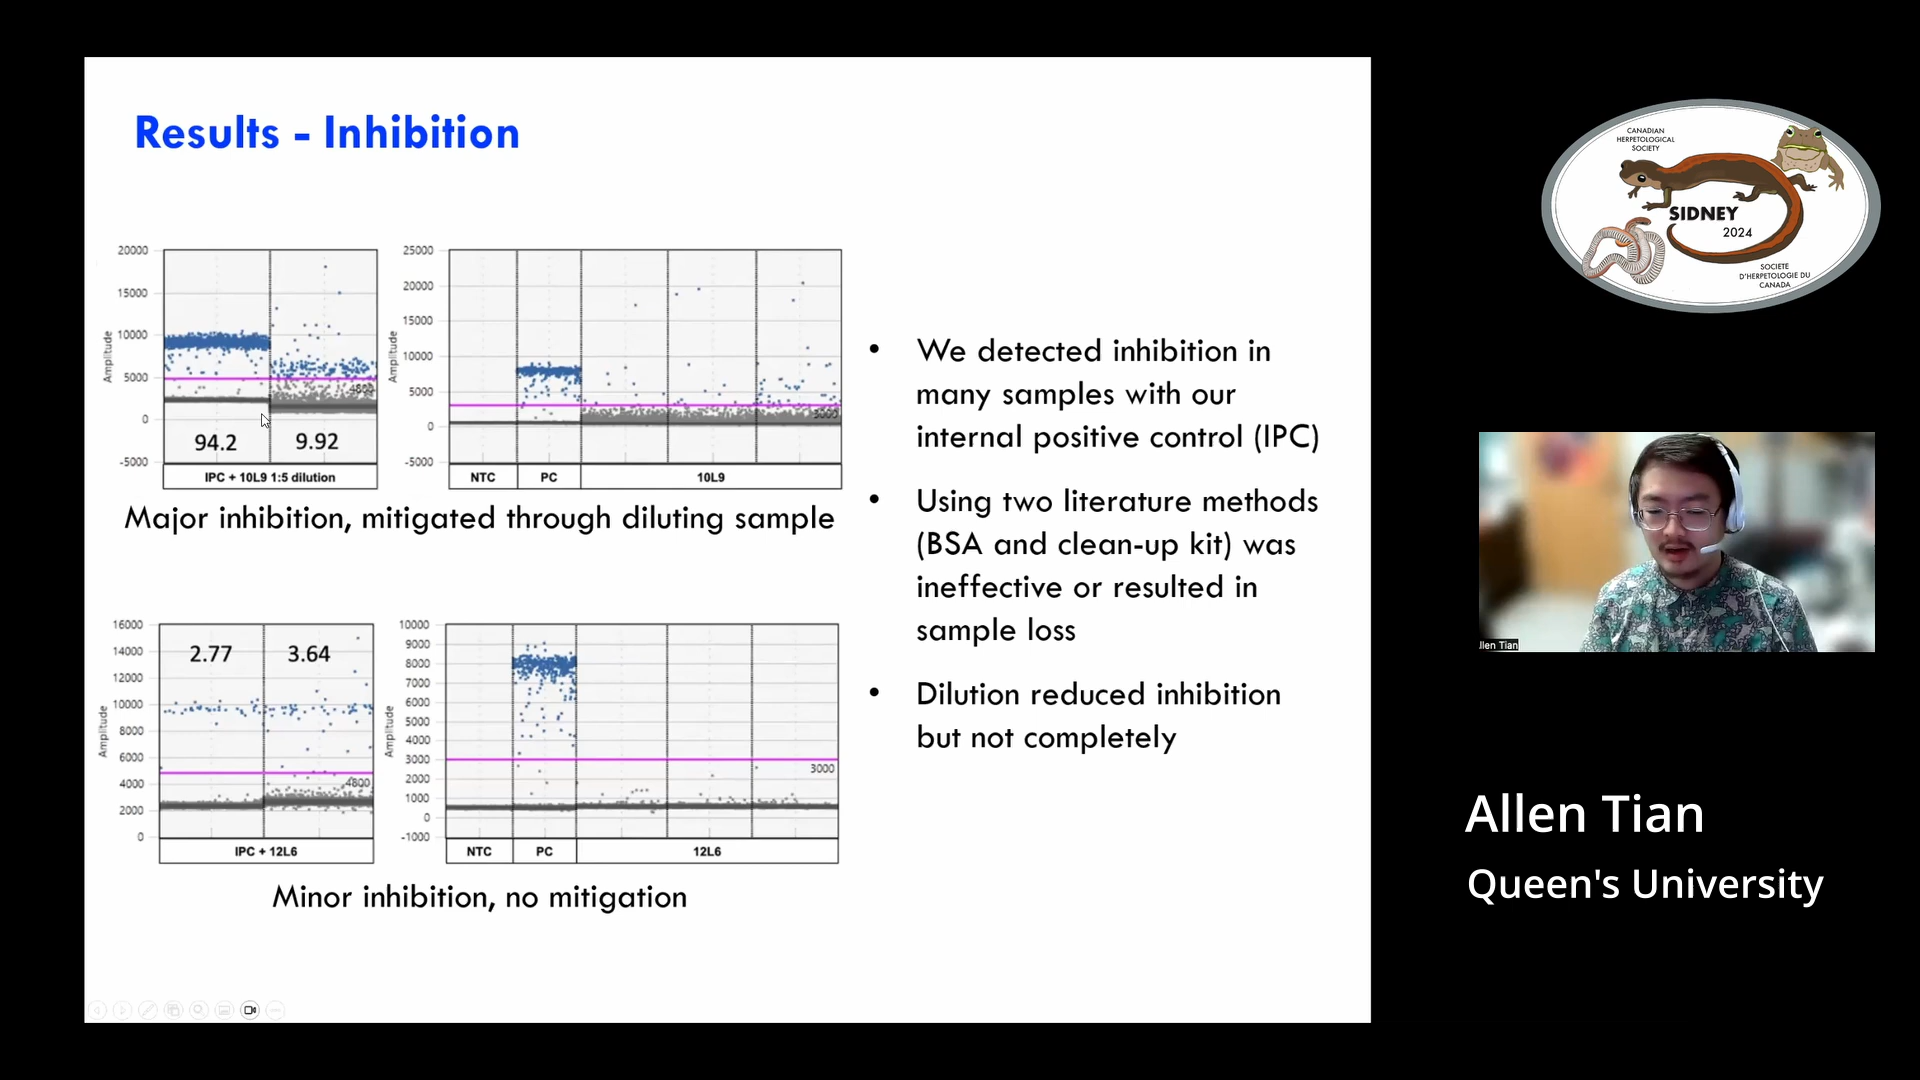 Results - Inhibition
20000
15000
10000
5000
0
-5000
Amplitude
4800
94.2
9.92
IPC + 10L9 1:5 dilution
25000
20000
15000
10000
5000
0
-5000
Amplitude
3000
NTC
PC
10L9
Major inhibition, mitigated through diluting sample
16000
14000
12000
10000
8000
6000
4000
2000
0
Amplitude
2.77
3.64
4800
IPC + 12L6
10000
9000
8000
7000
6000
5000
4000
3000
2000
1000
0
-1000
Amplitude
3000
NTC
PC
12L6
Minor inhibition, no mitigation
• We detected inhibition in
many samples with our
internal positive control (IPC)
• Using two literature methods
(BSA and clean-up kit) was
ineffective or resulted in
sample loss
• Dilution reduced inhibition
but not completely
CANADIAN
HERPETOLOGICAL
SOCIETY
SIDNEY
2024
SOCIETE
D'HERPETOLOGIE DU
CANADA
llen Tian
Allen Tian
Queen's University